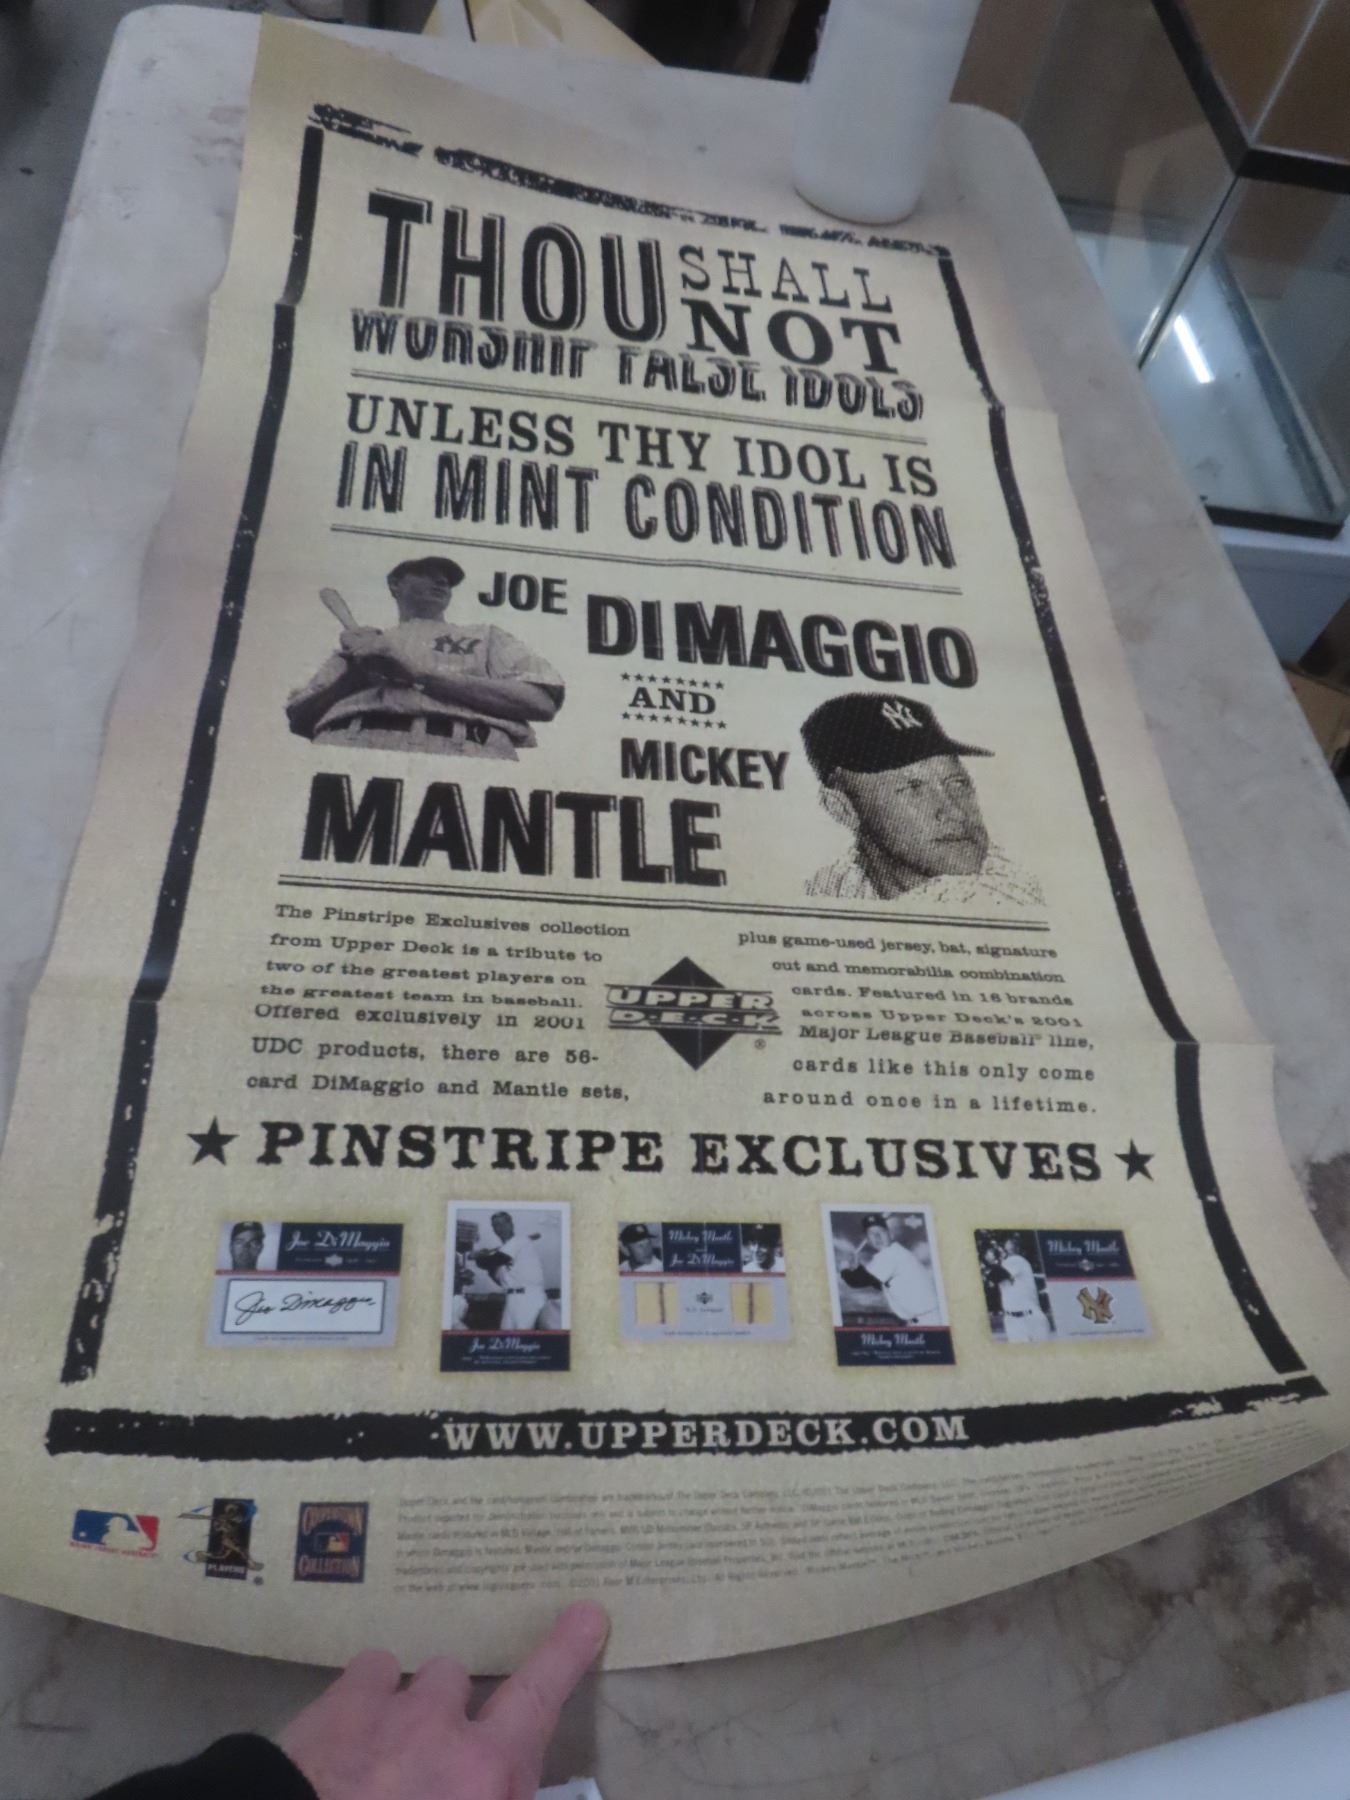 THOU SHALL
NOT
WORSHIP FALSE IDOLS
UNLESS THY IDOL IS
IN MINT CONDITION
JOE DIMAGGIO
AND
MICKEY
MANTLE
The Pinstripe Exclusives collection
from Upper Deck is a tribute to
two of the greatest players on
the greatest team in baseball.
Offered exclusively in 2001
UDC products, there are 56-
card DiMaggio and Mantle sets,
UPPER
D·E·C·K
®
plus game-used jersey, bat, signature
cut and memorabilia combination
cards. Featured in 16 brands
across Upper Deck's 2001
Major League Baseball® line,
cards like this only come
around once in a lifetime.
★ PINSTRIPE EXCLUSIVES ★
Joe DiMaggio
Joe DiMaggio
Joe DiMaggio
Mickey Mantle
Joe DiMaggio
Mickey Mantle
Mickey Mantle
WWW.UPPERDECK.COM
PLAYERS
COOPERSTOWN
COLLECTION